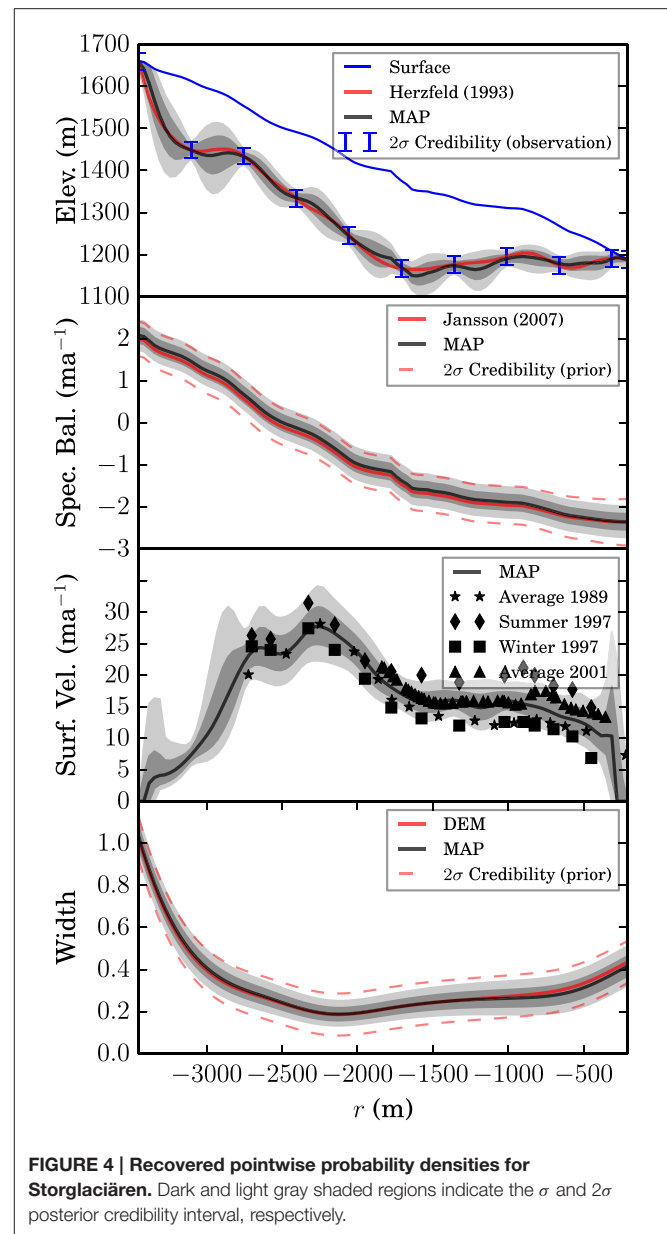 1700
1600
1500
1400
1300
1200
1100
Elev. (m)
Surface
Herzfeld (1993)
MAP
2σ Credibility (observation)
2
1
0
−1
−2
−3
Spec. Bal. (ma⁻¹)
Jansson (2007)
MAP
2σ Credibility (prior)
30
25
20
15
10
5
0
Surf. Vel. (ma⁻¹)
MAP
Average 1989
Summer 1997
Winter 1997
Average 2001
1.0
0.8
0.6
0.4
0.2
0.0
Width
DEM
MAP
2σ Credibility (prior)
−3000 −2500 −2000 −1500 −1000 −500
r (m)
FIGURE 4 | Recovered pointwise probability densities for
Storglaciären. Dark and light gray shaded regions indicate the σ and 2σ
posterior credibility interval, respectively.